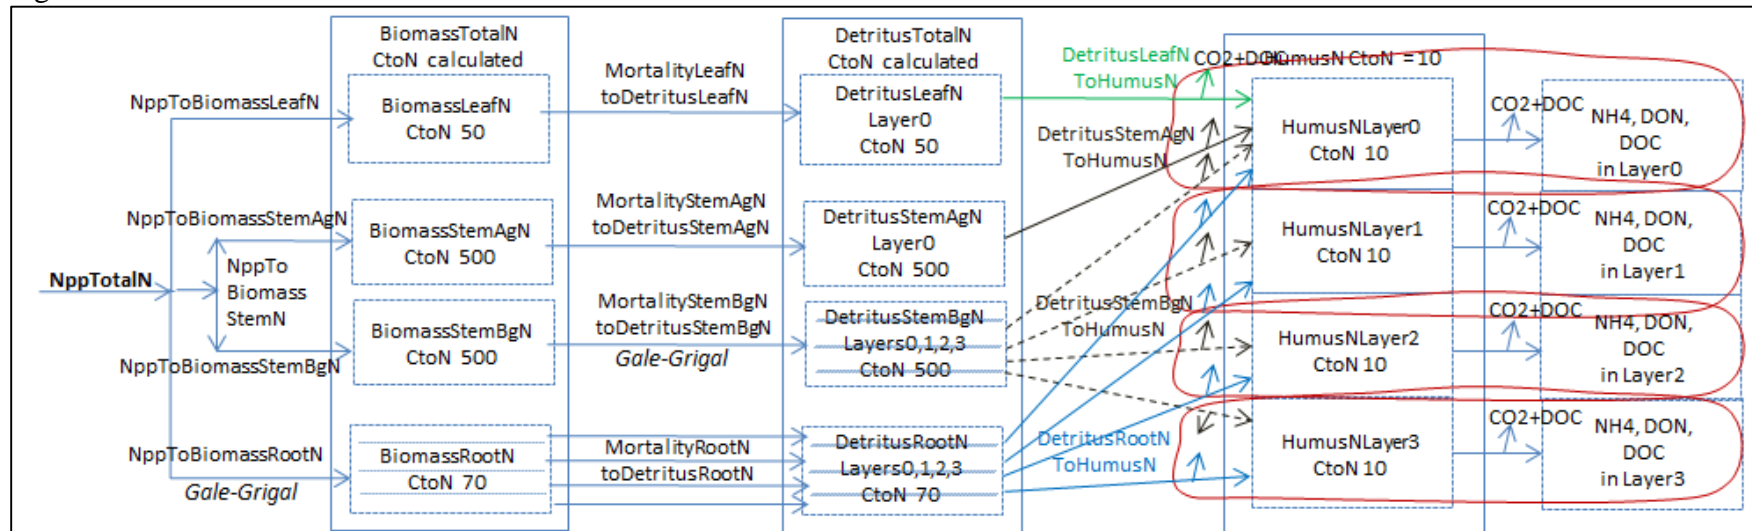 BiomassTotalN
CtoN calculated
DetritusTotalN
CtoN calculated
DetritusLeafN
ToHumusN
CO2+DOC
HumusN CtoN =10
NppToBiomassLeafN
BiomassLeafN
CtoN 50
MortalityLeafN
toDetritusLeafN
DetritusLeafN
Layer0
CtoN 50
DetritusStemAgN
ToHumusN
HumusNLayer0
CtoN 10
CO2+DOC
NH4, DON,
DOC
in Layer0
NppToBiomassStemAgN
BiomassStemAgN
CtoN 500
MortalityStemAgN
toDetritusStemAgN
DetritusStemAgN
Layer0
CtoN 500
HumusNLayer1
CtoN 10
CO2+DOC
NH4, DON,
DOC
in Layer1
NppTotalN
NppTo
Biomass
StemN
NppToBiomassStemBgN
BiomassStemBgN
CtoN 500
MortalityStemBgN
toDetritusStemBgN
Gale-Grigal
DetritusStemBgN
Layers0,1,2,3
CtoN 500
DetritusStemBgN
ToHumusN
HumusNLayer2
CtoN 10
CO2+DOC
NH4, DON,
DOC
in Layer2
NppToBiomassRootN
Gale-Grigal
BiomassRootN
CtoN 70
MortalityRootN
toDetritusRootN
DetritusRootN
Layers0,1,2,3
CtoN 70
DetritusRootN
ToHumusN
HumusNLayer3
CtoN 10
CO2+DOC
NH4, DON,
DOC
in Layer3